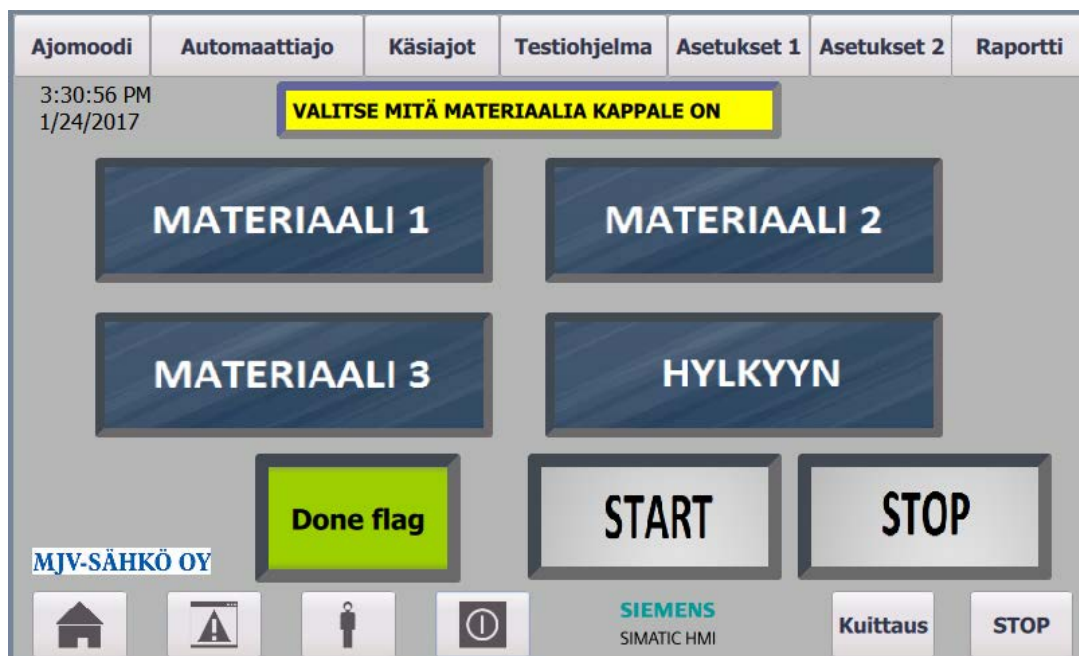 Ajomoodi Automaattiajo Käsiajot Testiohjelma Asetukset 1 Asetukset 2 Raportti
3:30:56 PM
1/24/2017
VALITSE MITÄ MATERIAALIA KAPPALE ON
MATERIAALI 1 MATERIAALI 2
MATERIAALI 3 HYLKYYN
Done flag START STOP
MJV-SÄHKÖ OY
SIEMENS
SIMATIC HMI
Kuittaus STOP